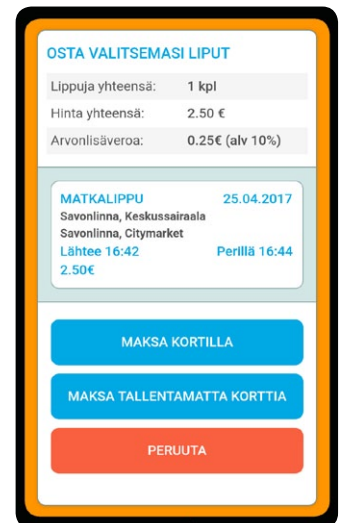 OSTA VALITSEMASI LIPUT
Lippuja yhteensä: 1 kpl
Hinta yhteensä: 2.50 €
Arvonlisäveroa: 0.25€ (alv 10%)
MATKALIPPU 25.04.2017
Savonlinna, Keskussairaala
Savonlinna, Citymarket
Lähtee 16:42 Perillä 16:44
2.50€
MAKSA KORTILLA
MAKSA TALLENTAMATTA KORTTIA
PERUUTA